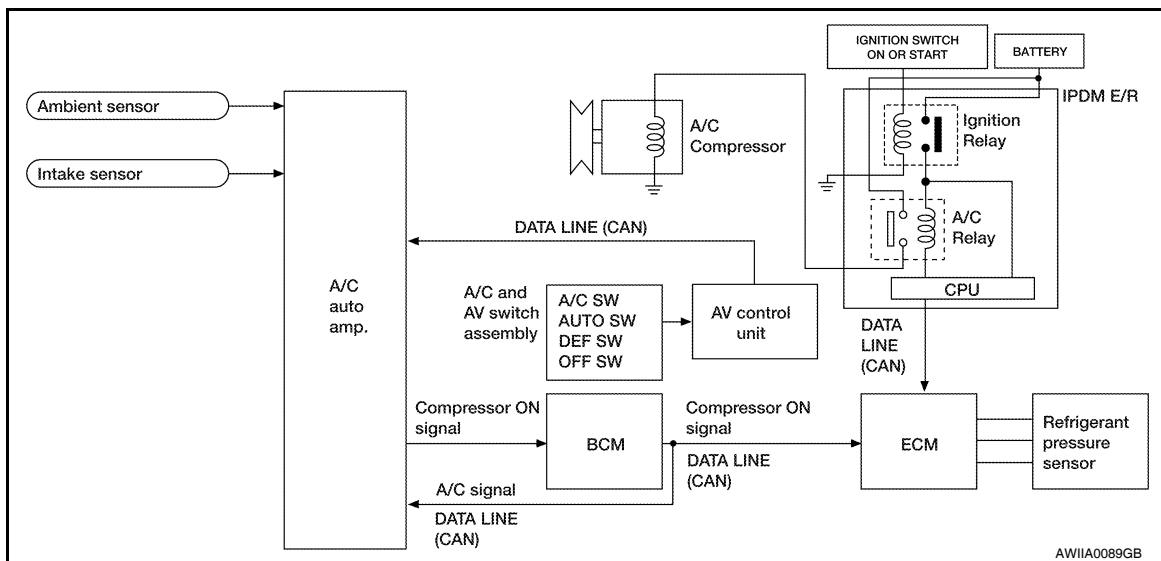 IGNITION SWITCH
ON OR START
BATTERY
IPDM E/R
Ambient sensor
Ignition
Relay
A/C
Compressor
Intake sensor
A/C
Relay
DATA LINE (CAN)
CPU
A/C
auto
amp.
A/C and
AV switch
assembly
A/C SW
AUTO SW
DEF SW
OFF SW
AV control
unit
DATA
LINE
(CAN)
Compressor ON
signal
BCM
Compressor ON
signal
DATA LINE
(CAN)
ECM
Refrigerant
pressure
sensor
A/C signal
DATA LINE
(CAN)
AWIIA0089GB